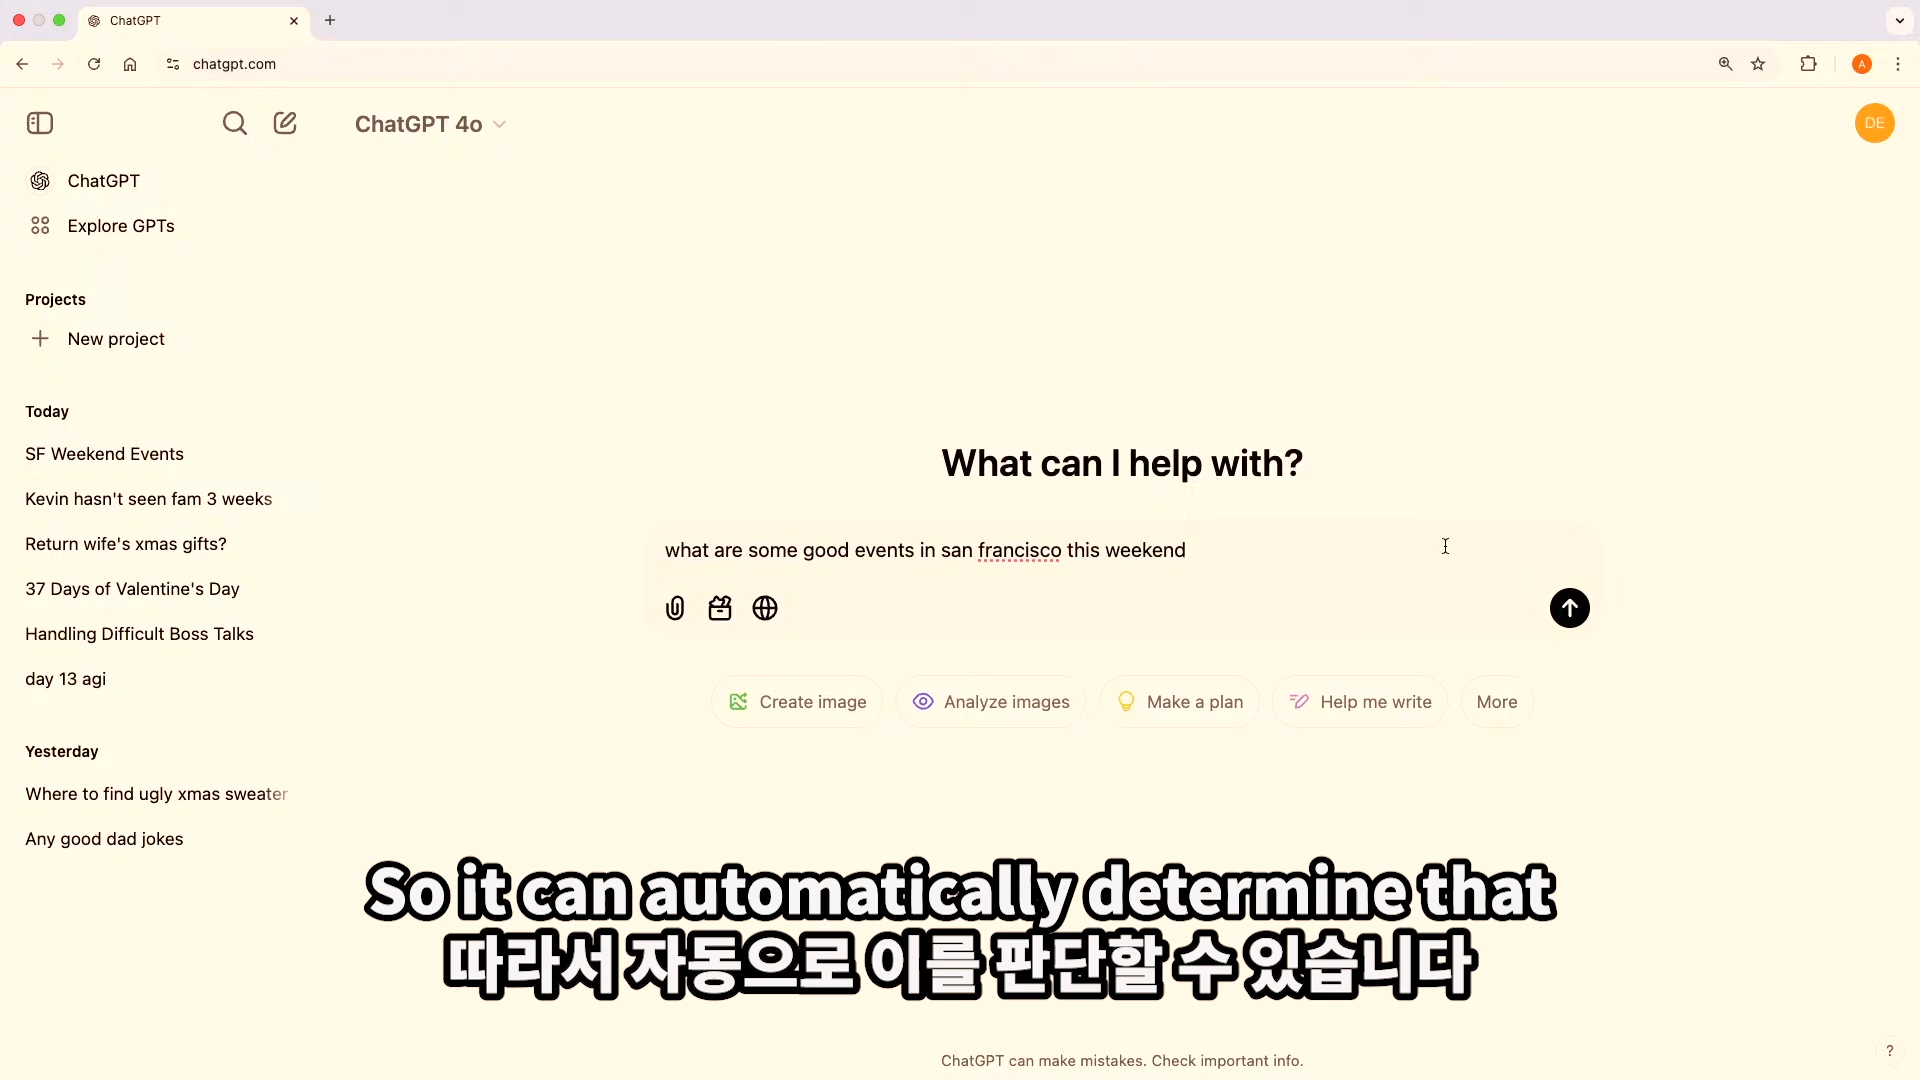 ChatGPT
chatgpt.com
A
ChatGPT 4o
DE
ChatGPT
Explore GPTs
Projects
New project
Today
SF Weekend Events
Kevin hasn't seen fam 3 weeks
Return wife's xmas gifts?
37 Days of Valentine's Day
Handling Difficult Boss Talks
day 13 agi
Yesterday
Where to find ugly xmas sweater
Any good dad jokes
What can I help with?
what are some good events in san francisco this weekend
Create image
Analyze images
Make a plan
Help me write
More
So it can automatically determine that
따라서 자동으로 이를 판단할 수 있습니다
ChatGPT can make mistakes. Check important info.
?